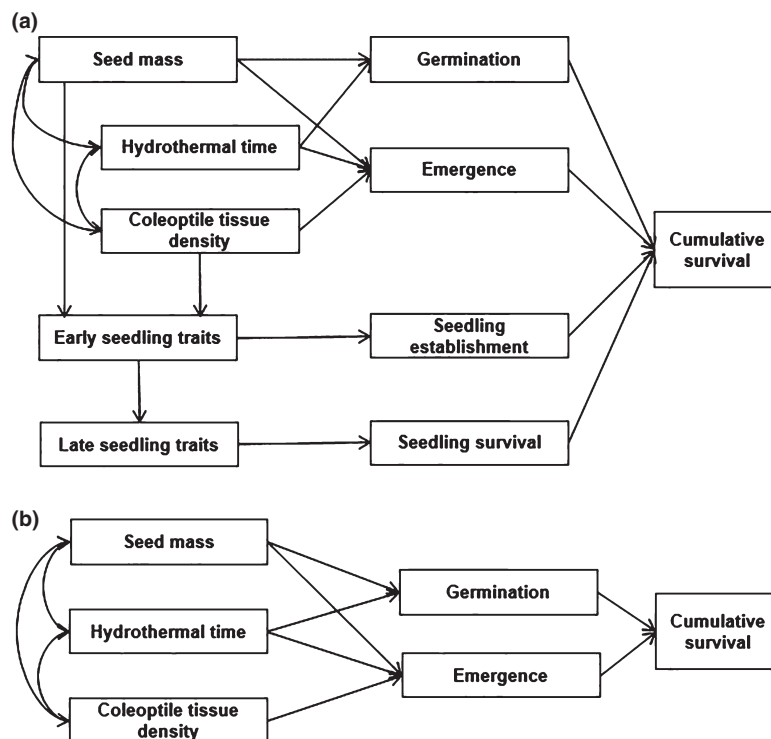 (a)
Seed mass
Germination
Hydrothermal time
Emergence
Coleoptile tissue
density
Cumulative
survival
Early seedling traits
Seedling
establishment
Late seedling traits
Seedling survival
(b)
Seed mass
Germination
Hydrothermal time
Cumulative
survival
Emergence
Coleoptile tissue
density